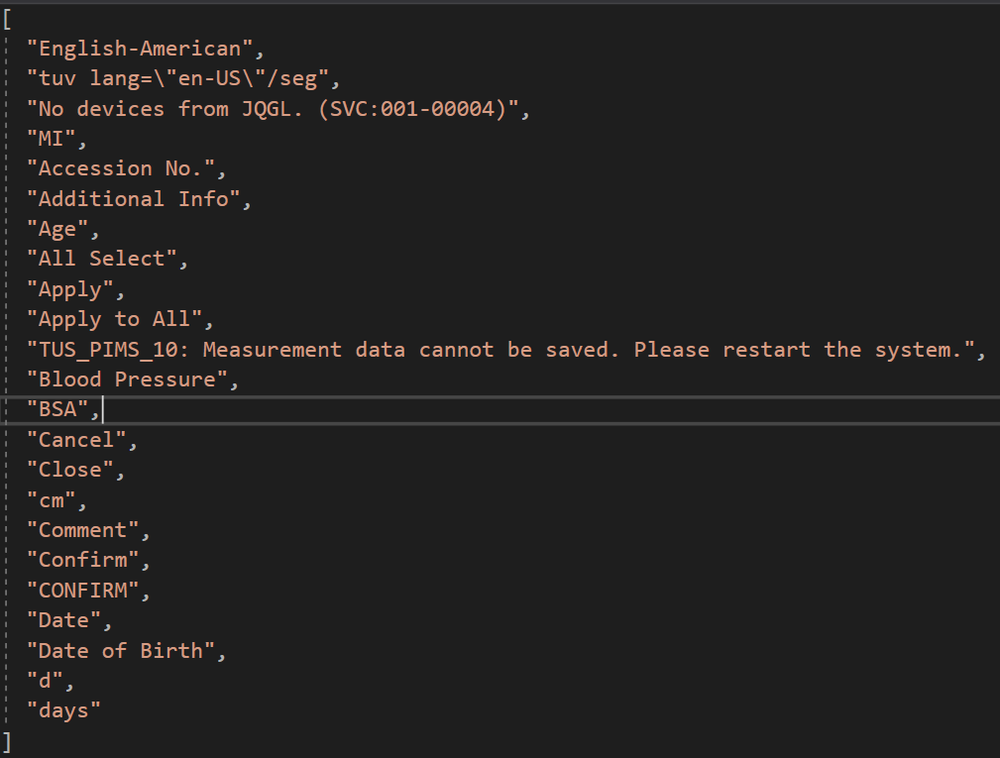 [
"English-American",
"tuv lang=\"en-US\"/seg",
"No devices from JQGL. (SVC:001-00004)",
"MI",
"Accession No.",
"Additional Info",
"Age",
"All Select",
"Apply",
"Apply to All",
"TUS_PIMS_10: Measurement data cannot be saved. Please restart the system.",
"Blood Pressure",
"BSA",
"Cancel",
"Close",
"cm",
"Comment",
"Confirm",
"CONFIRM",
"Date",
"Date of Birth",
"d",
"days"
]